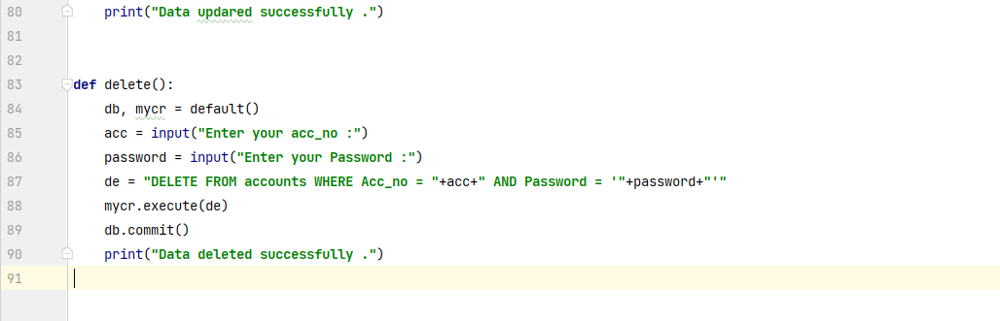 80 print("Data updared successfully .")
81
82
83 def delete():
84 db, mycr = default()
85 acc = input("Enter your acc_no :")
86 password = input("Enter your Password :")
87 de = "DELETE FROM accounts WHERE Acc_no = "+acc+" AND Password = '"+password+"'"
88 mycr.execute(de)
89 db.commit()
90 print("Data deleted successfully .")
91